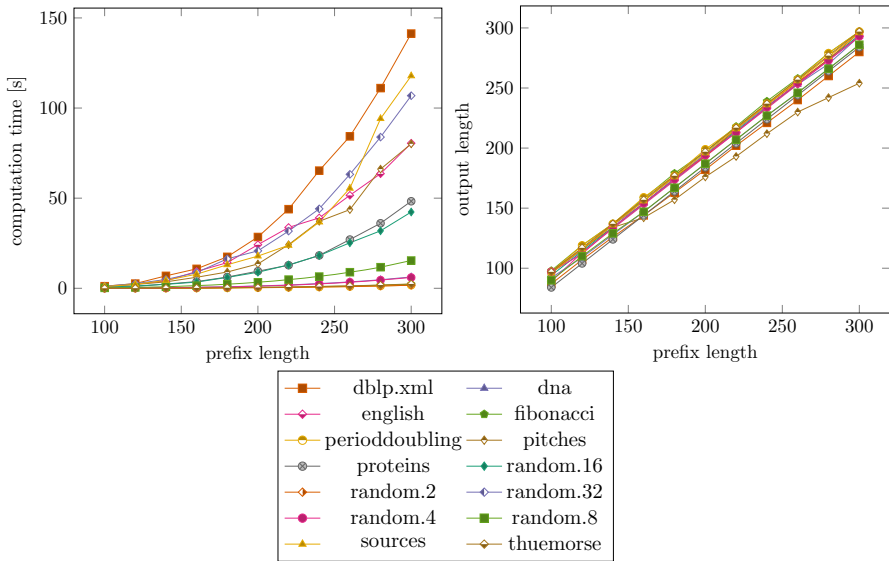 150
100
50
0
computation time [s]
100
150
200
250
300
prefix length
300
250
200
150
100
output length
100
150
200
250
300
prefix length
dblp.xml dna
english fibonacci
perioddoubling pitches
proteins random.16
random.2 random.32
random.4 random.8
sources thuemorse